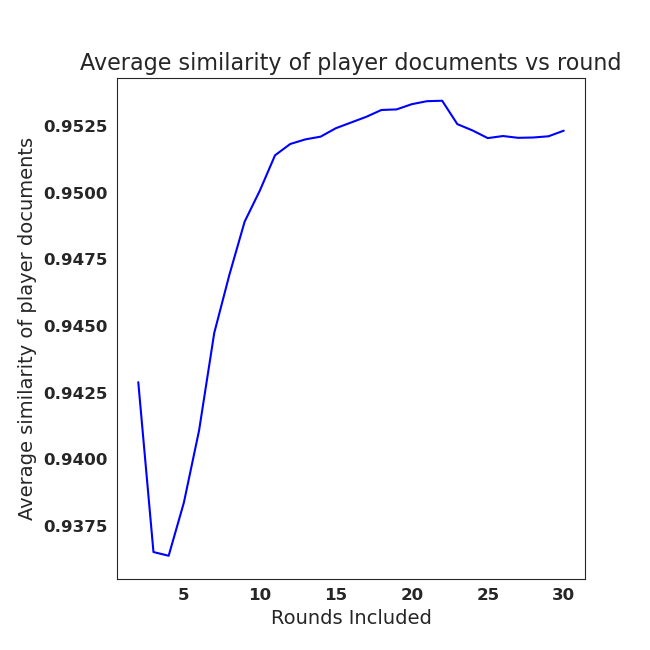 Average similarity of player documents vs round
Average similarity of player documents
0.9525
0.9500
0.9475
0.9450
0.9425
0.9400
0.9375
5 10 15 20 25 30
Rounds Included